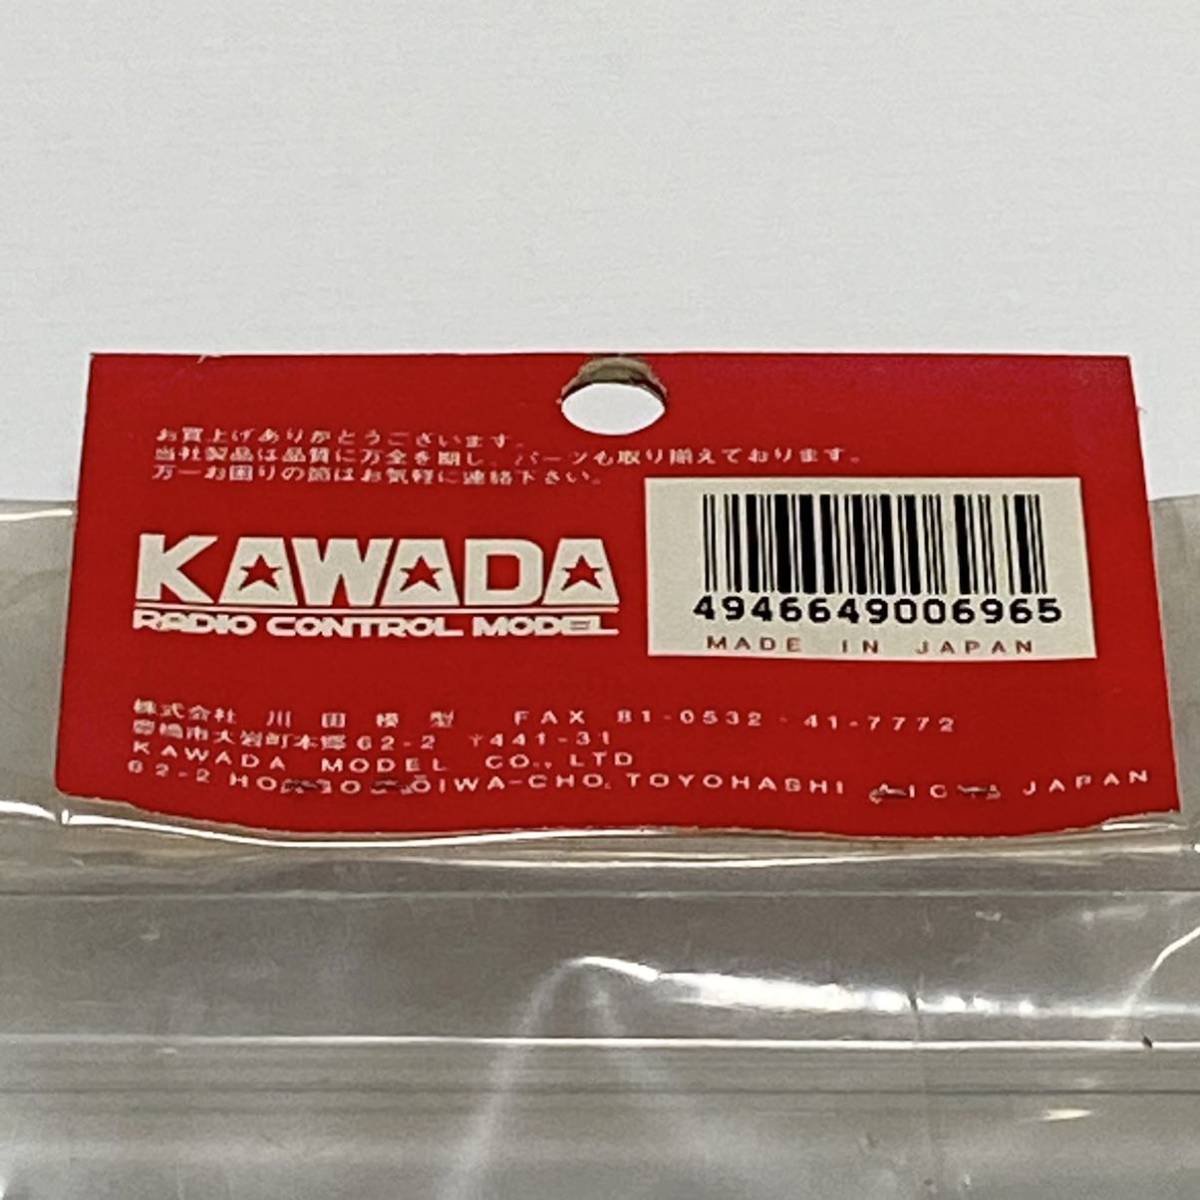 お買上げありがとうございます。
当社製品は品質に万全を期し、パーツも取り揃えております。
万一お困りの節はお気軽に連絡下さい。
KAWADA
RADIO CONTROL MODEL
4946649006965
MADE IN JAPAN
株式会社 川田模型 FAX 81-0532-41-7772
豊橋市大岩町本郷62-2 〒441-31
KAWADA MODEL CO., LTD
62-2 ŌIWA-CHO, TOYOHASHI JAPAN